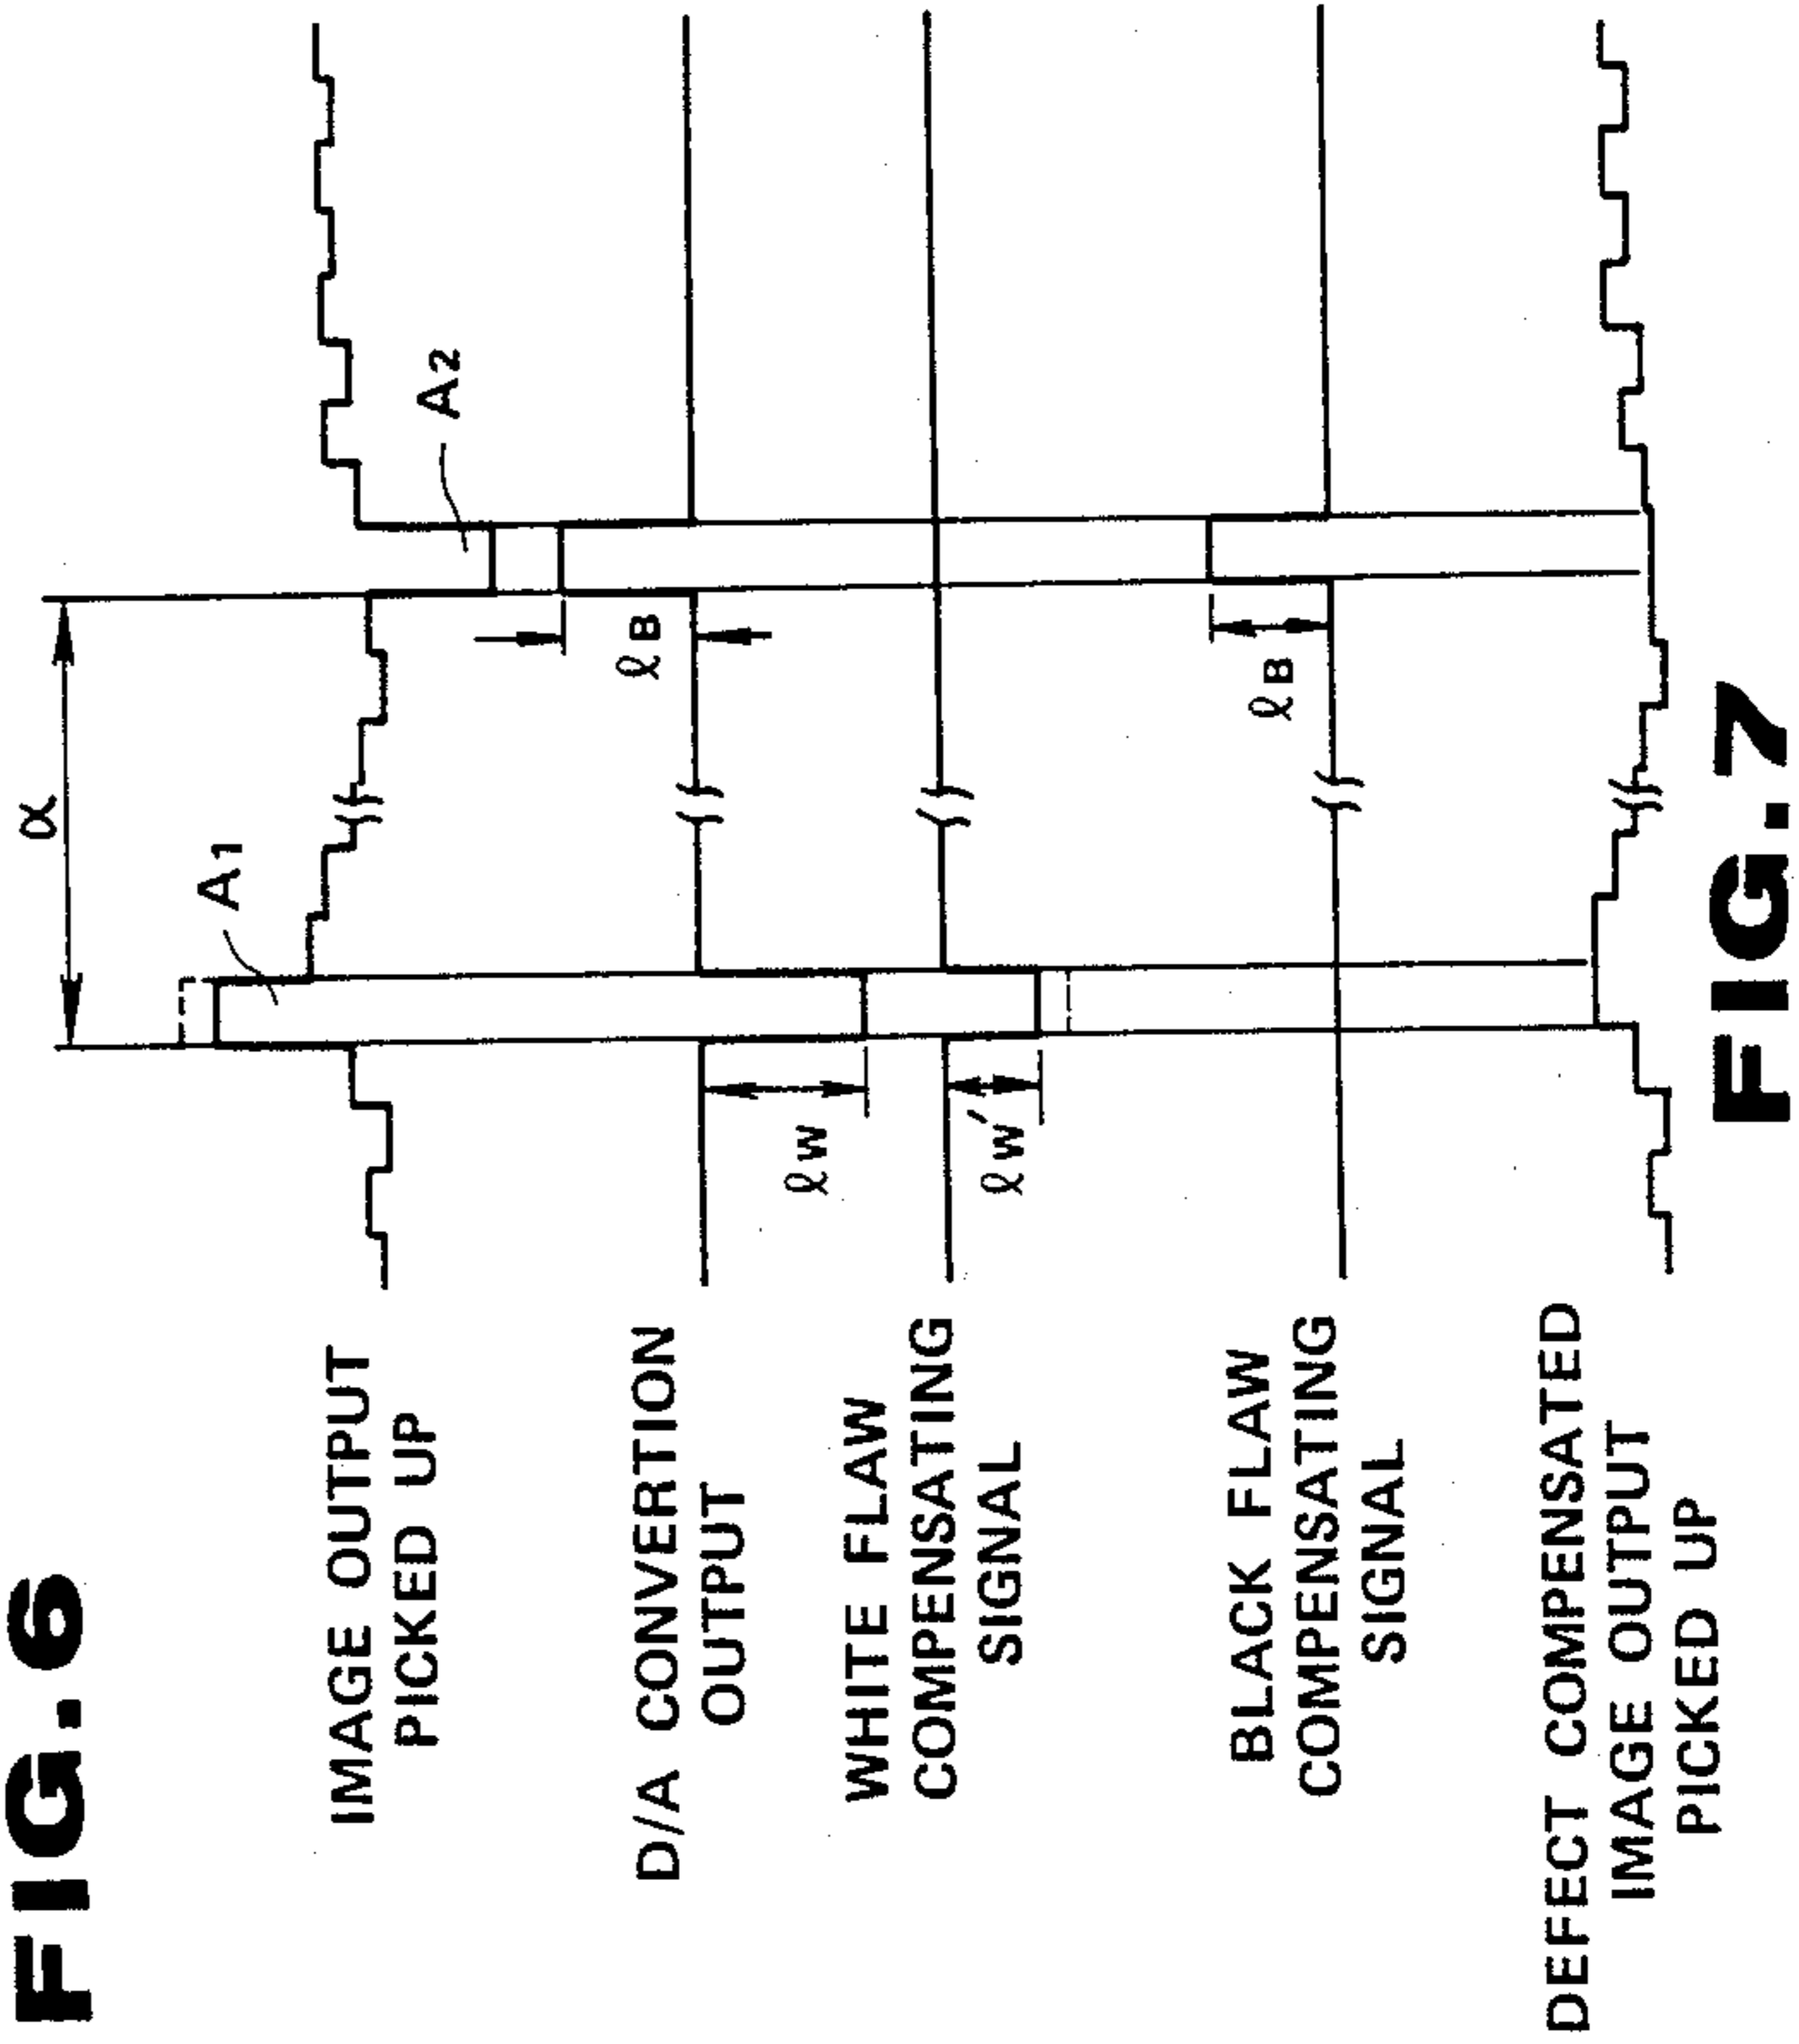 FIG. 6
α
A1
A2
IMAGE OUTPUT
PICKED UP
ℓB
D/A CONVERTION
OUTPUT
ℓW
WHITE FLAW
COMPENSATING
SIGNAL
ℓW′
BLACK FLAW
COMPENSATING
SIGNAL
ℓB
DEFECT COMPENSATED
IMAGE OUTPUT
PICKED UP
FIG. 7